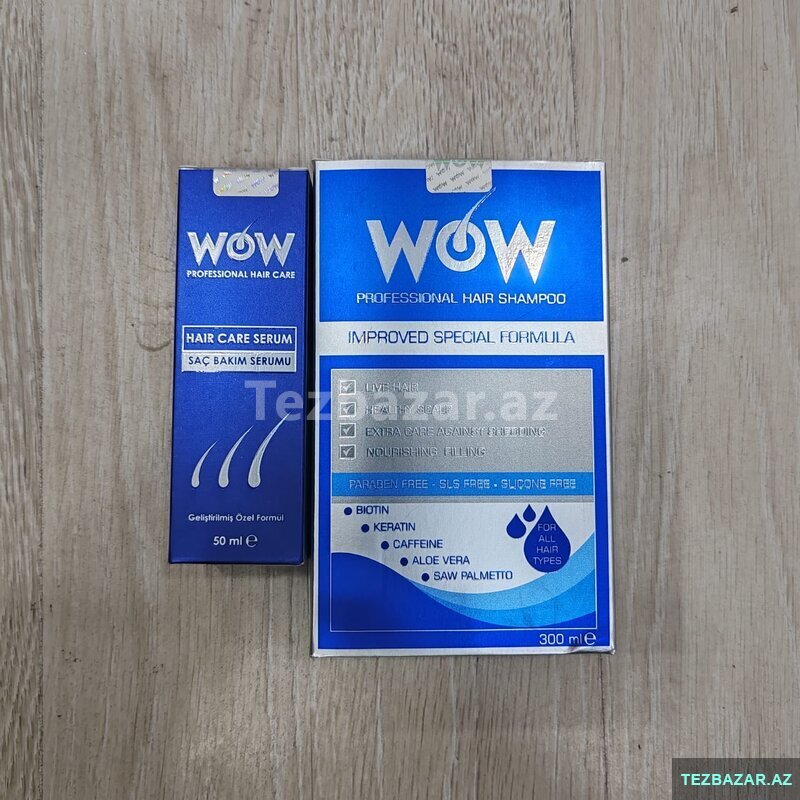 WOW
PROFESSIONAL HAIR CARE
HAIR CARE SERUM
SAÇ BAKIM SERUMU
Geliştirilmiş Özel Formül
50 ml ℮
WOW
WOW
PROFESSIONAL HAIR SHAMPOO
IMPROVED SPECIAL FORMULA
LIVE HAIR
HEALTHY SCALP
EXTRA CARE AGAINST SHEDDING
NOURISHING FILLING
PARABEN FREE - SLS FREE - SLICONE FREE
BIOTIN
KERATIN
CAFFEINE
ALOE VERA
SAW PALMETTO
FOR
ALL
HAIR
TYPES
300 ml ℮
Tezbazar.az
TEZBAZAR.AZ